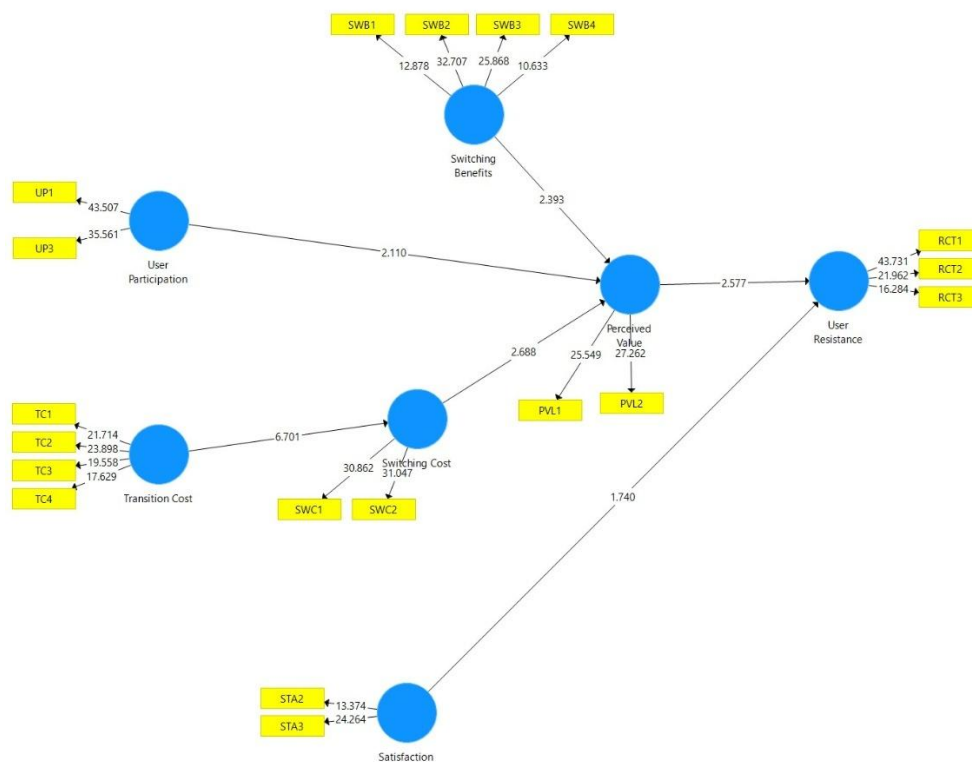 SWB1
SWB2
SWB3
SWB4
12.878
32.707
25.868
10.633
Switching
Benefits
UP1
UP3
43.507
35.561
User
Participation
2.393
2.110
RCT1
RCT2
RCT3
43.731
21.962
16.284
User
Resistance
2.577
Perceived
Value
25.549
27.262
PVL1
PVL2
2.688
TC1
TC2
TC3
TC4
21.714
23.898
19.558
17.629
Transition Cost
6.701
Switching Cost
30.862
31.047
SWC1
SWC2
1.740
STA2
STA3
13.374
24.264
Satisfaction